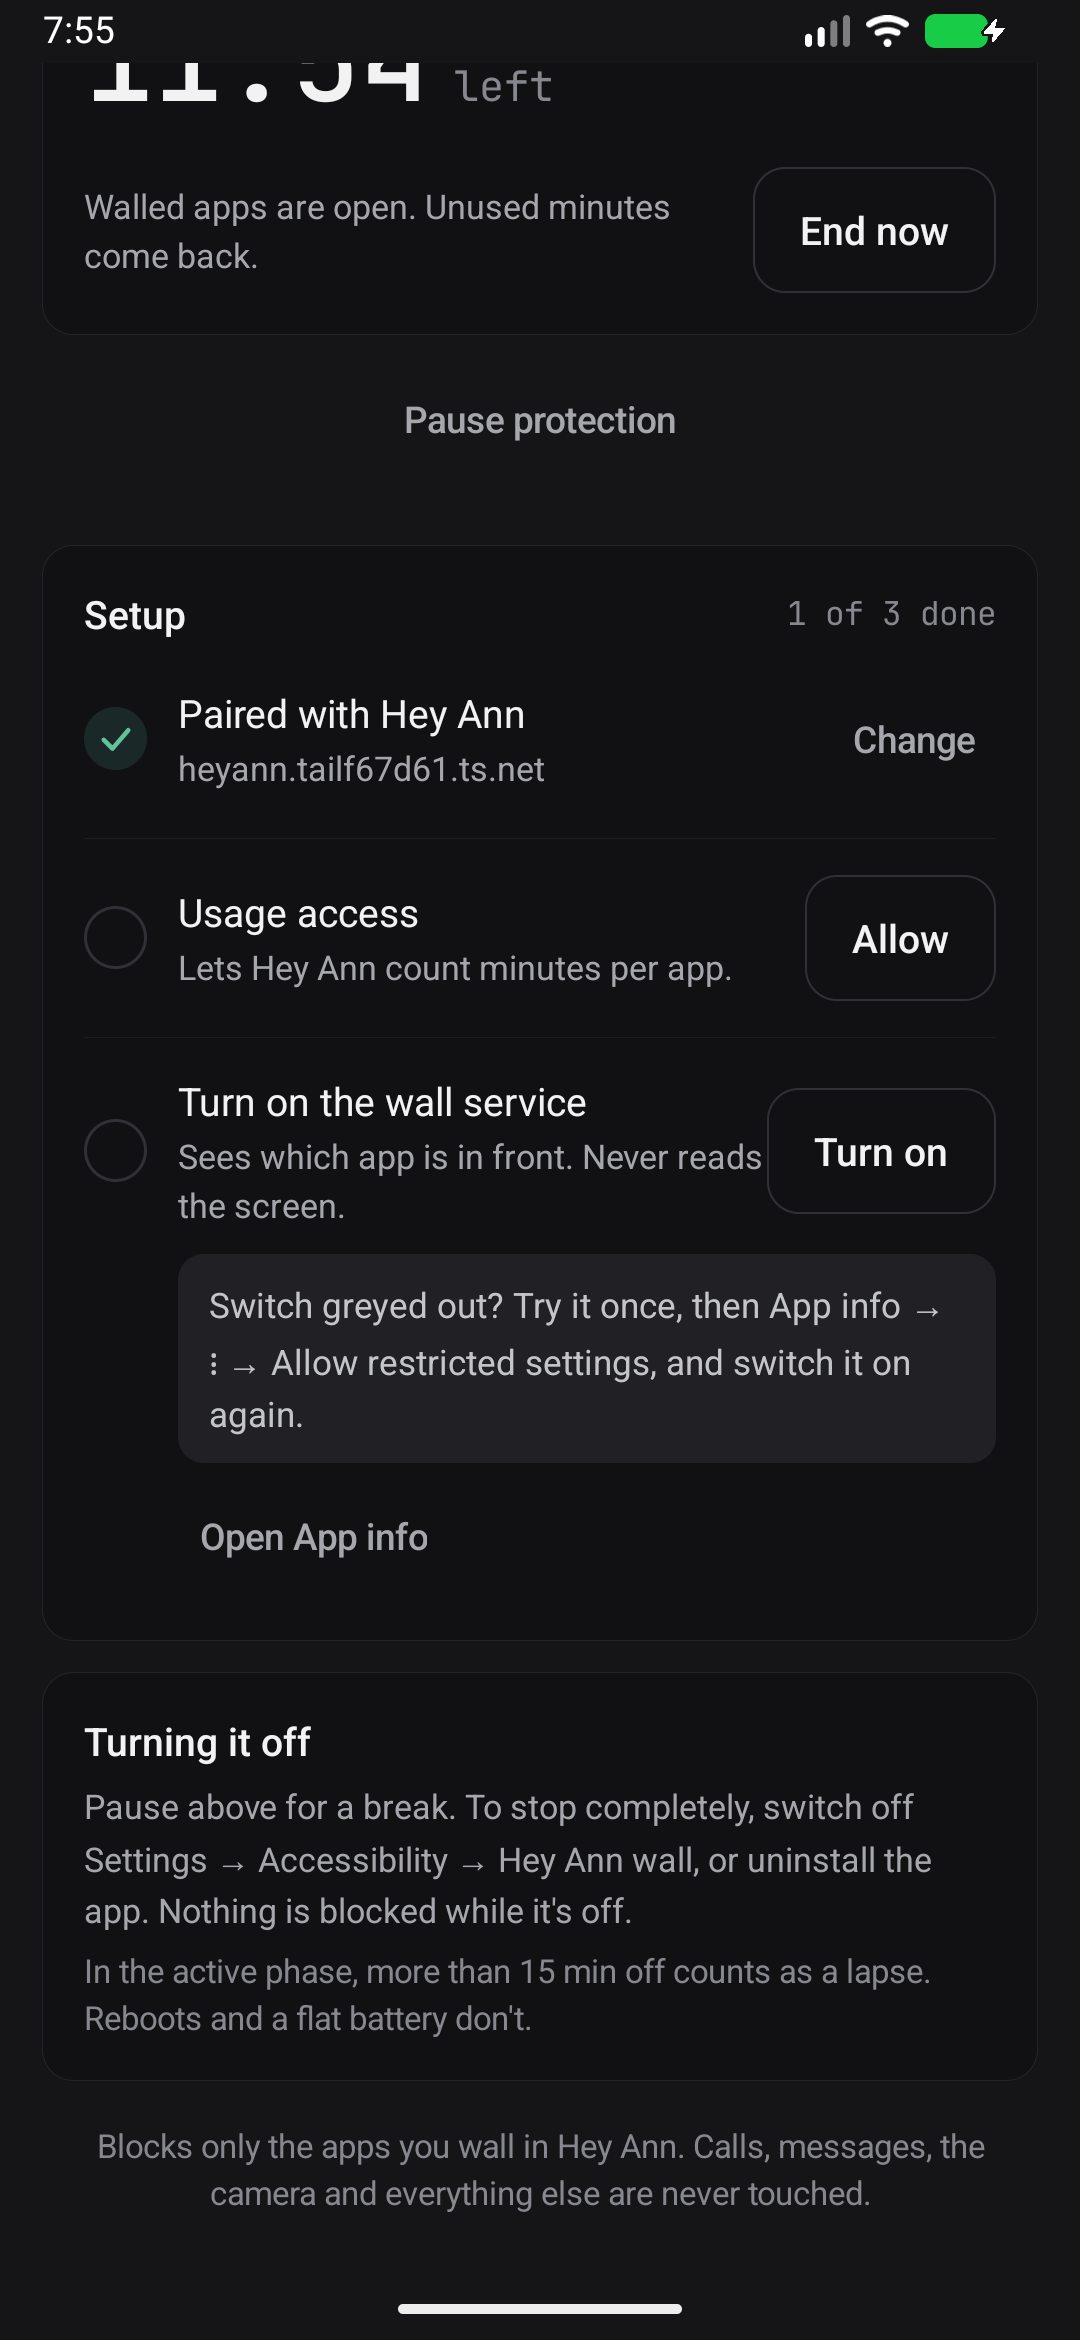 7:55
11:54 left
Walled apps are open. Unused minutes
come back.
End now
Pause protection
Setup
1 of 3 done
Paired with Hey Ann
heyann.tailf67d61.ts.net
Change
Usage access
Lets Hey Ann count minutes per app.
Allow
Turn on the wall service
Sees which app is in front. Never reads
the screen.
Turn on
Switch greyed out? Try it once, then App info →
⋮ → Allow restricted settings, and switch it on
again.
Open App info
Turning it off
Pause above for a break. To stop completely, switch off
Settings → Accessibility → Hey Ann wall, or uninstall the
app. Nothing is blocked while it's off.
In the active phase, more than 15 min off counts as a lapse.
Reboots and a flat battery don't.
Blocks only the apps you wall in Hey Ann. Calls, messages, the
camera and everything else are never touched.